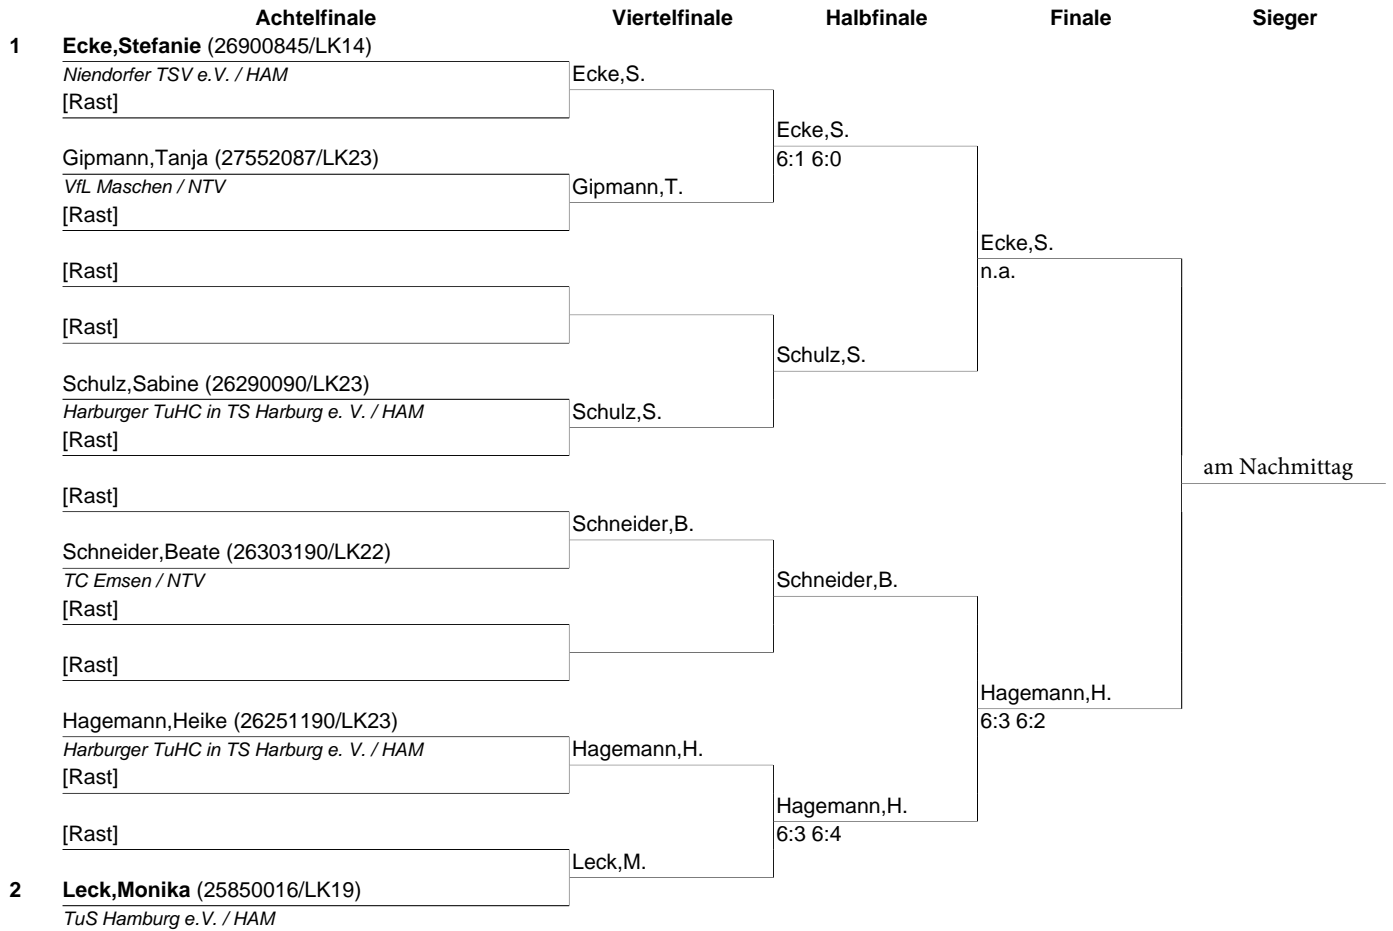 Achtelfinale Viertelfinale Halbfinale Finale Sieger
1 Ecke,Stefanie (26900845/LK14)
Niendorfer TSV e.V. / HAM
Ecke,S.
[Rast]
Ecke,S.
6:1 6:0
Gipmann,Tanja (27552087/LK23)
VfL Maschen / NTV
Gipmann,T.
[Rast]
Ecke,S.
n.a.
[Rast]
[Rast]
Schulz,S.
Schulz,Sabine (26290090/LK23)
Harburger TuHC in TS Harburg e. V. / HAM
Schulz,S.
[Rast]
am Nachmittag
[Rast]
Schneider,B.
Schneider,Beate (26303190/LK22)
TC Emsen / NTV
Schneider,B.
[Rast]
[Rast]
Hagemann,H.
6:3 6:2
Hagemann,Heike (26251190/LK23)
Harburger TuHC in TS Harburg e. V. / HAM
Hagemann,H.
[Rast]
Hagemann,H.
6:3 6:4
[Rast]
Leck,M.
2 Leck,Monika (25850016/LK19)
TuS Hamburg e.V. / HAM